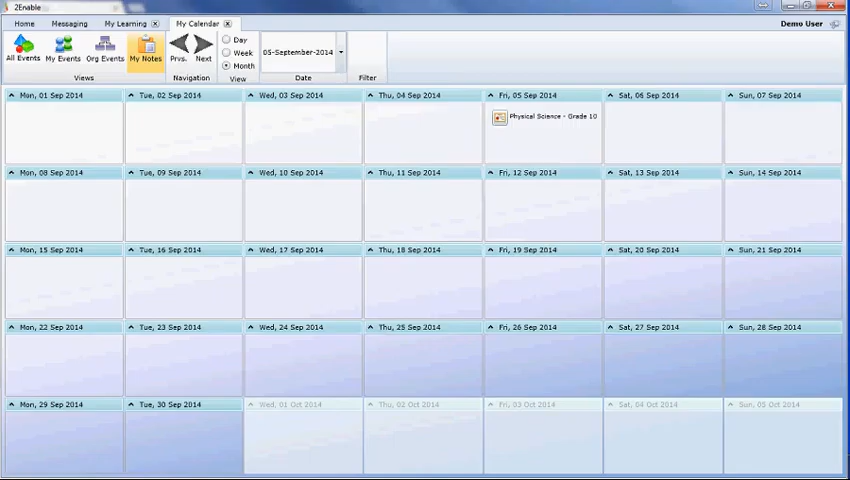 2Enable
Home Messaging My Learning My Calendar Demo User
All Events My Events Org Events My Notes Prvs. Next Day Week Month 05-September-2014
Views Navigation View Date Filter
Mon, 01 Sep 2014 Tue, 02 Sep 2014 Wed, 03 Sep 2014 Thu, 04 Sep 2014 Fri, 05 Sep 2014 Sat, 06 Sep 2014 Sun, 07 Sep 2014
Physical Science - Grade 10
Mon, 08 Sep 2014 Tue, 09 Sep 2014 Wed, 10 Sep 2014 Thu, 11 Sep 2014 Fri, 12 Sep 2014 Sat, 13 Sep 2014 Sun, 14 Sep 2014
Mon, 15 Sep 2014 Tue, 16 Sep 2014 Wed, 17 Sep 2014 Thu, 18 Sep 2014 Fri, 19 Sep 2014 Sat, 20 Sep 2014 Sun, 21 Sep 2014
Mon, 22 Sep 2014 Tue, 23 Sep 2014 Wed, 24 Sep 2014 Thu, 25 Sep 2014 Fri, 26 Sep 2014 Sat, 27 Sep 2014 Sun, 28 Sep 2014
Mon, 29 Sep 2014 Tue, 30 Sep 2014 Wed, 01 Oct 2014 Thu, 02 Oct 2014 Fri, 03 Oct 2014 Sat, 04 Oct 2014 Sun, 05 Oct 2014